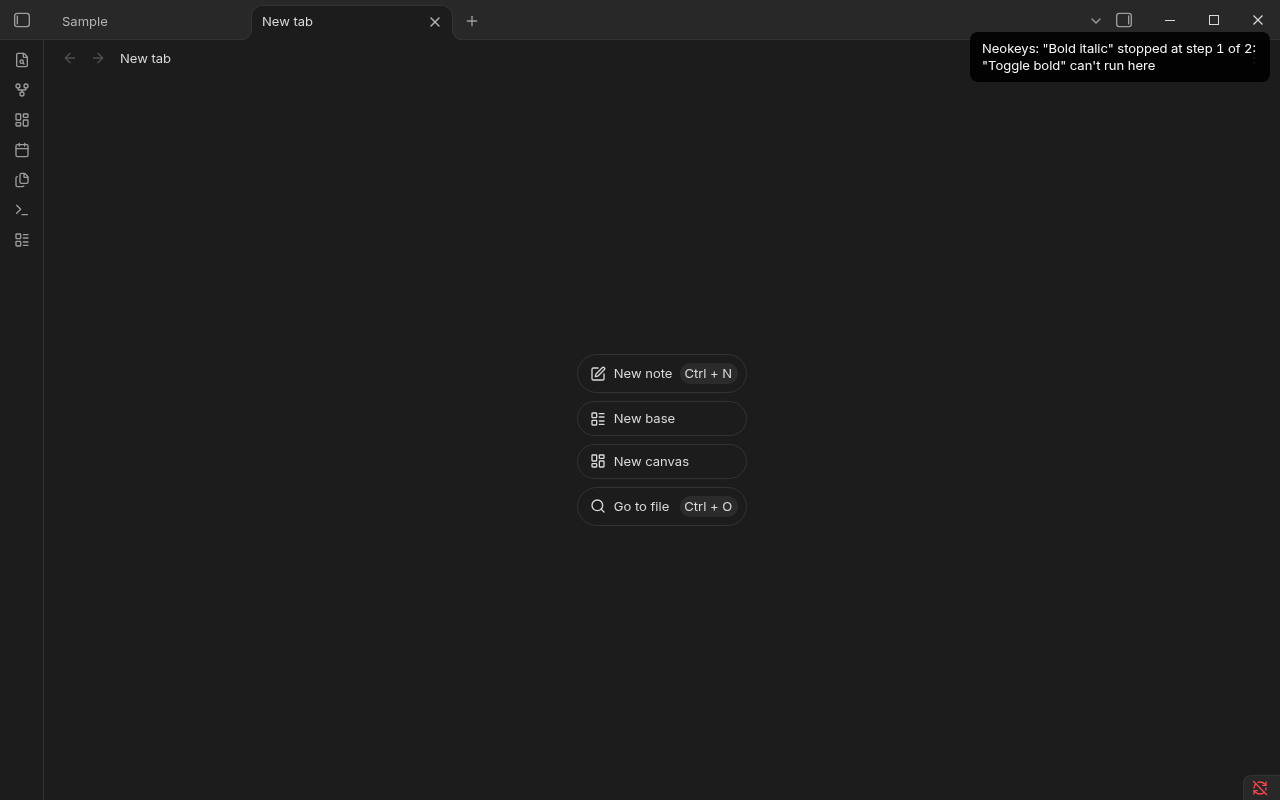 Sample
New tab
New tab
Neokeys: "Bold italic" stopped at step 1 of 2:
"Toggle bold" can't run here
New note Ctrl + N
New base
New canvas
Go to file Ctrl + O